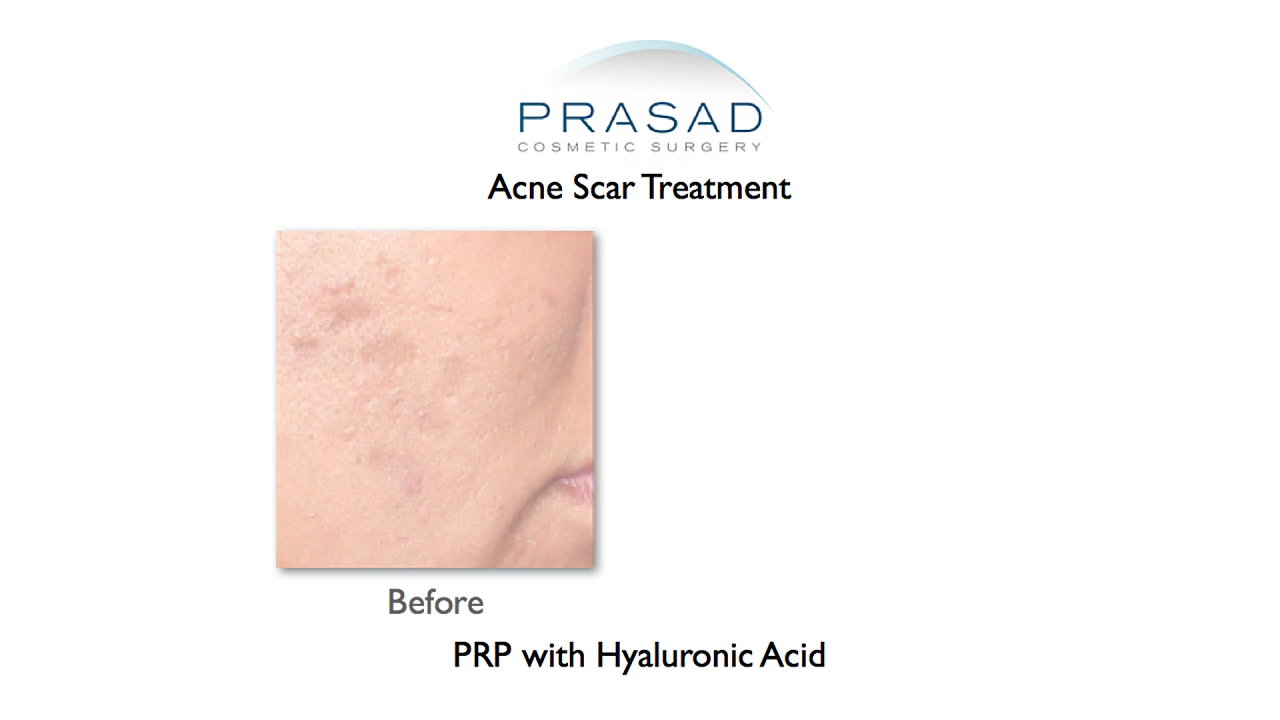 PRASAD
COSMETIC SURGERY
Acne Scar Treatment
Before
PRP with Hyaluronic Acid